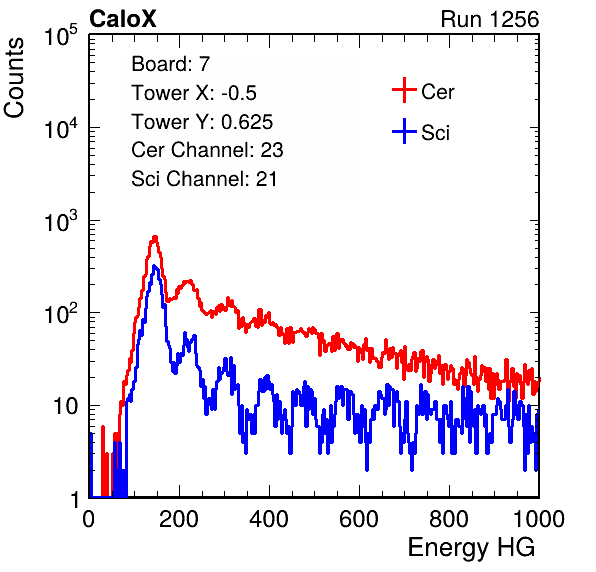 CaloX Run 1256
Counts
10^5
10^4
10^3
10^2
10
1
Board: 7
Tower X: -0.5
Tower Y: 0.625
Cer Channel: 23
Sci Channel: 21
Cer
Sci
0 200 400 600 800 1000
Energy HG